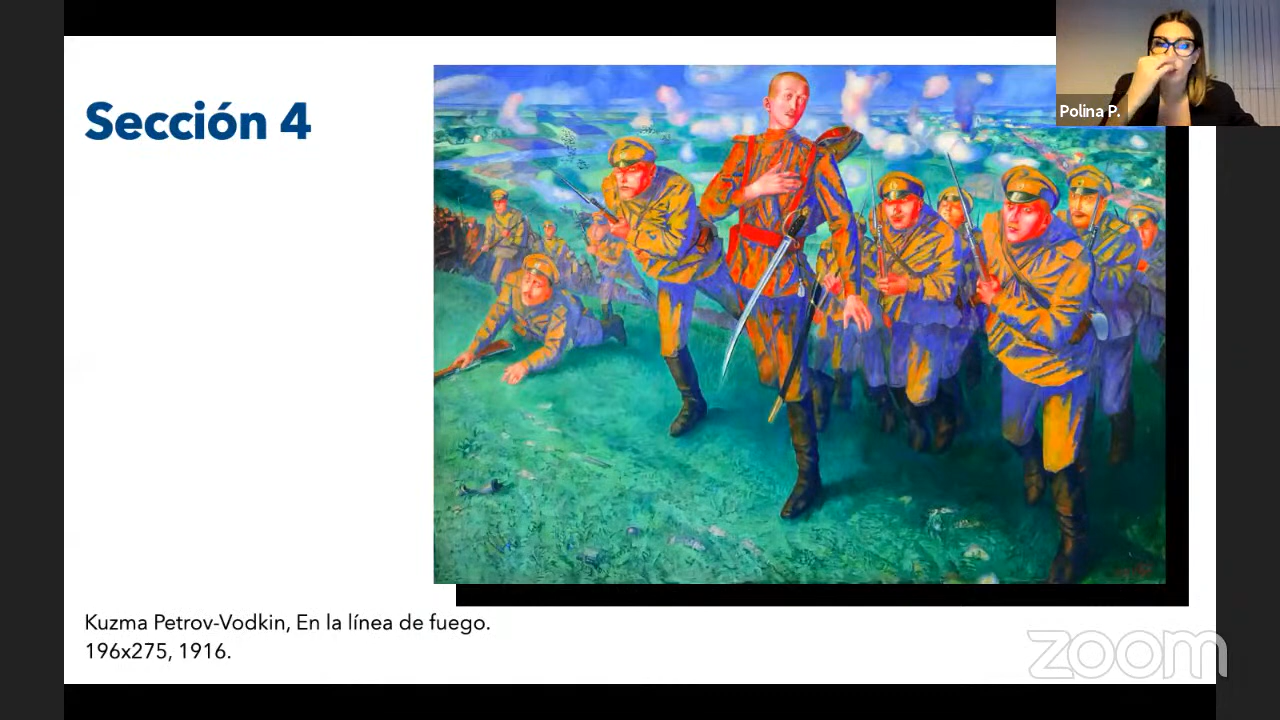 Sección 4
Polina P.
Kuzma Petrov-Vodkin, En la línea de fuego.
196x275, 1916.
zoom